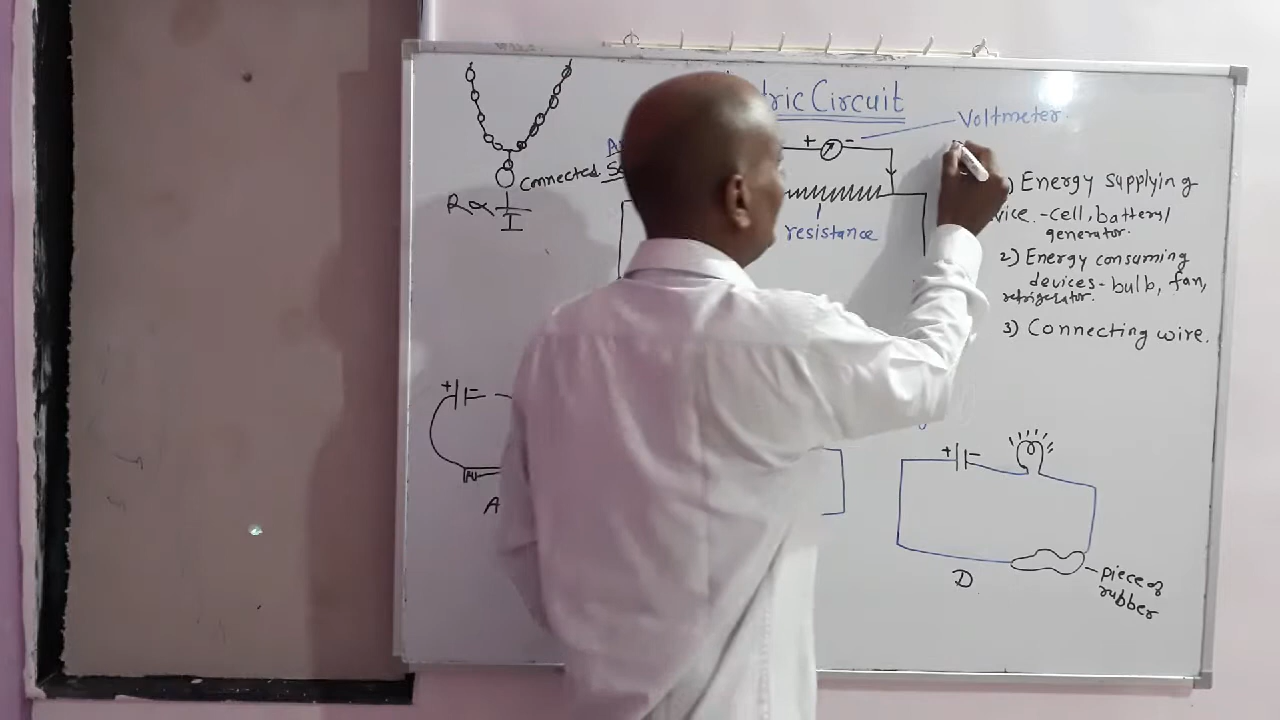 tric Circuit
Voltmeter.
+ -
Connected
R∝
resistance
1) Energy supplying
vice. - Cell, battery/
generator.
2) Energy consuming
devices - bulb, fan,
refrigerator.
3) Connecting wire.
+ -
A
+ -
D
piece of
rubber